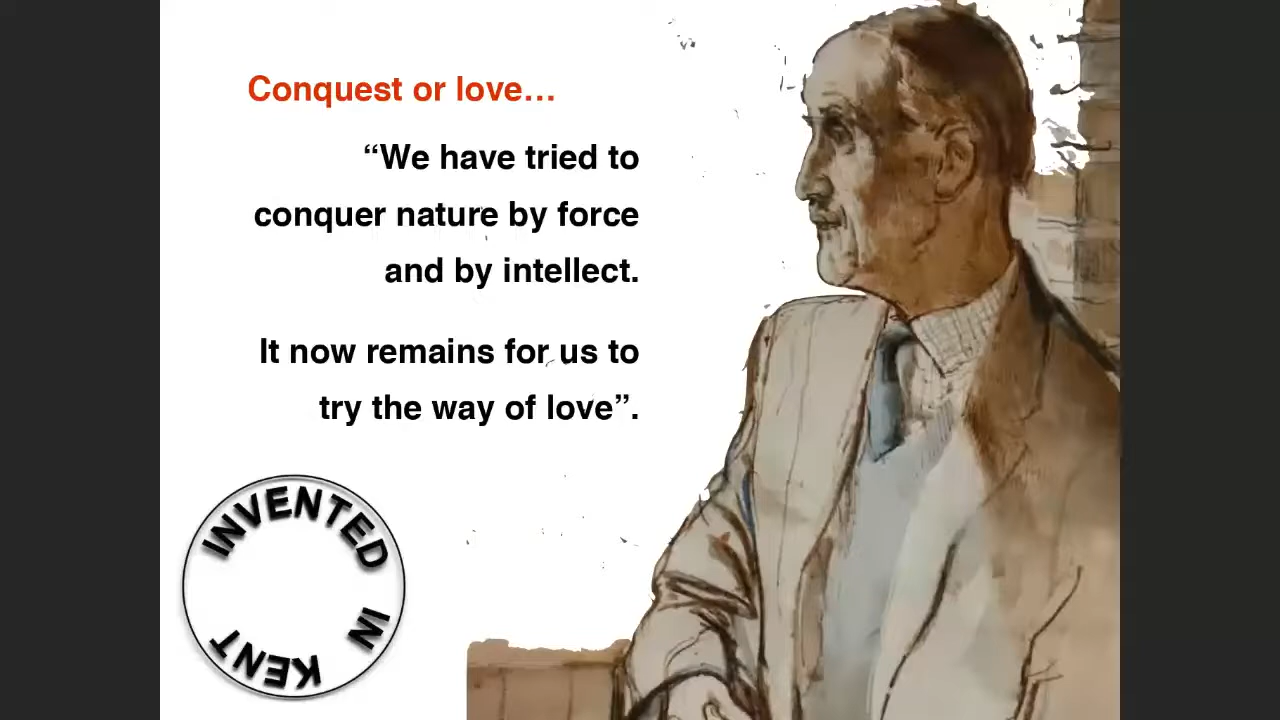 Conquest or love…
“We have tried to
conquer nature by force
and by intellect.
It now remains for us to
try the way of love”.
INVENTED IN KENT